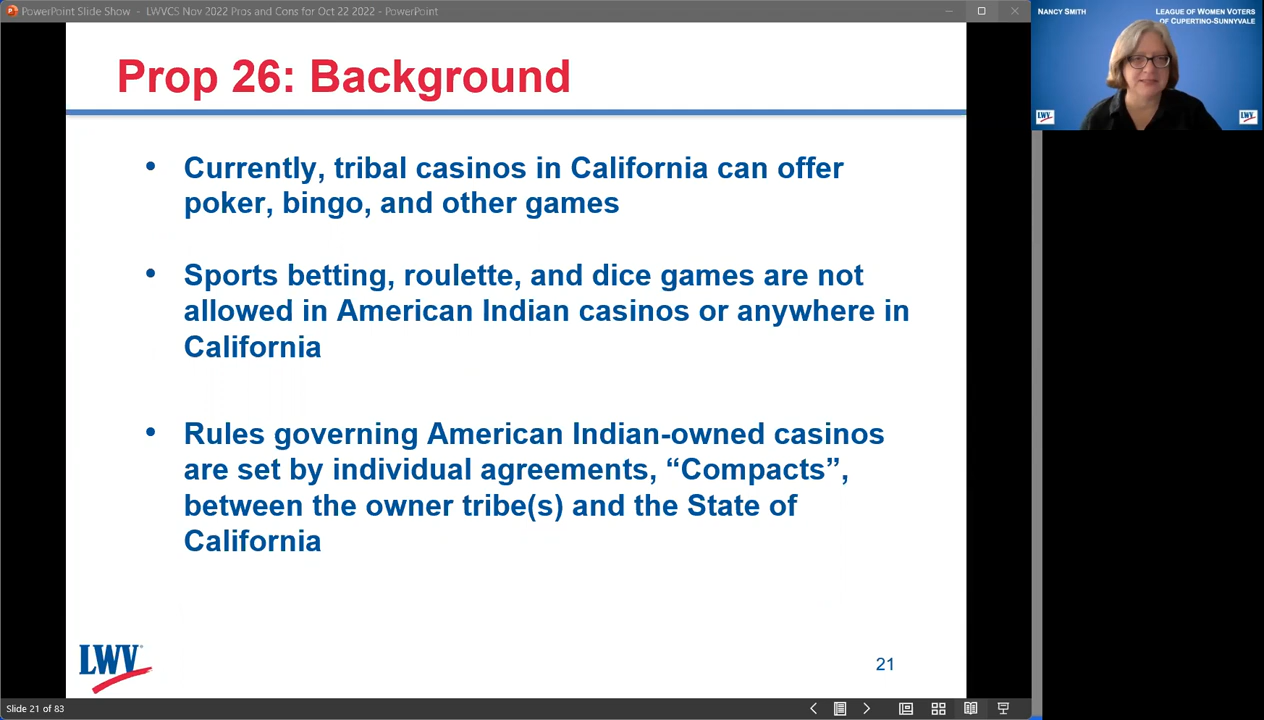 PowerPoint Slide Show - LWVCS Nov 2022 Pros and Cons for Oct 22 2022 - PowerPoint
NANCY SMITH
LEAGUE OF WOMEN VOTERS
OF CUPERTINO-SUNNYVALE
LWV
LWV
Prop 26: Background
• Currently, tribal casinos in California can offer
poker, bingo, and other games
• Sports betting, roulette, and dice games are not
allowed in American Indian casinos or anywhere in
California
• Rules governing American Indian-owned casinos
are set by individual agreements, “Compacts”,
between the owner tribe(s) and the State of
California
LWV
21
Slide 21 of 83